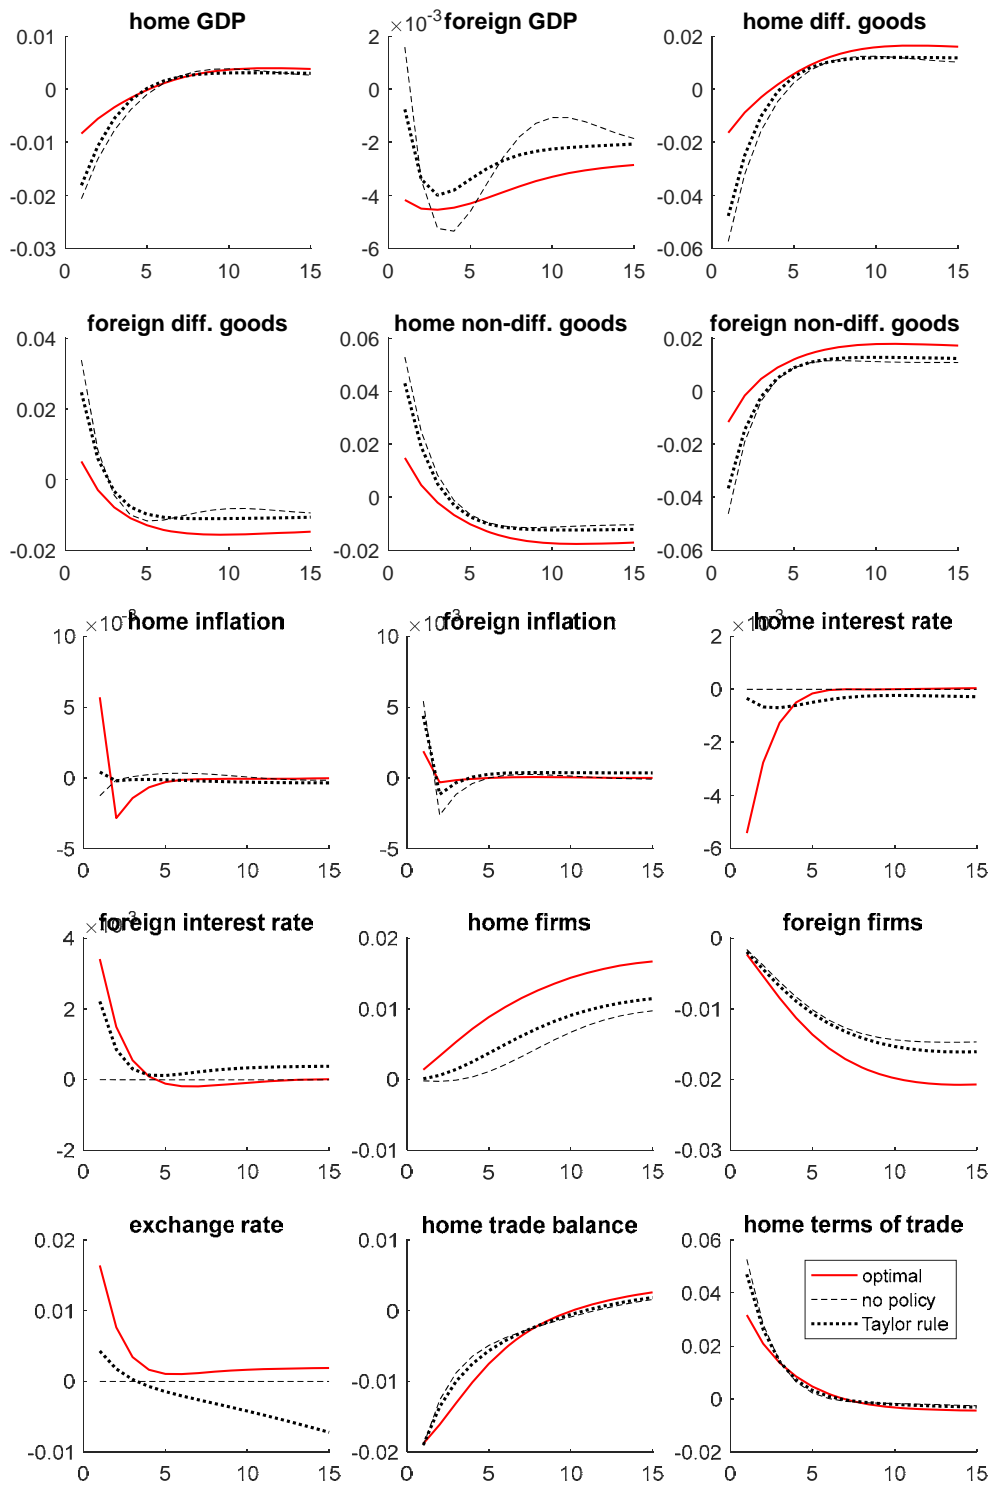 home GDP
0.01
0
-0.01
-0.02
-0.03
0 5 10 15
×10-3 foreign GDP
2
0
-2
-4
-6
0 5 10 15
home diff. goods
0.02
0
-0.02
-0.04
-0.06
0 5 10 15
foreign diff. goods
0.04
0.02
0
-0.02
0 5 10 15
home non-diff. goods
0.06
0.04
0.02
0
-0.02
0 5 10 15
foreign non-diff. goods
0.02
0
-0.02
-0.04
-0.06
0 5 10 15
×10-3 home inflation
10
5
0
-5
0 5 10 15
×10-3 foreign inflation
10
5
0
-5
0 5 10 15
×10-3 home interest rate
2
0
-2
-4
-6
0 5 10 15
×10-3 foreign interest rate
4
2
0
-2
0 5 10 15
home firms
0.02
0.01
0
-0.01
0 5 10 15
foreign firms
0
-0.01
-0.02
-0.03
0 5 10 15
exchange rate
0.02
0.01
0
-0.01
0 5 10 15
home trade balance
0.01
0
-0.01
-0.02
0 5 10 15
home terms of trade
0.06
0.04
0.02
0
-0.02
0 5 10 15
optimal
no policy
Taylor rule